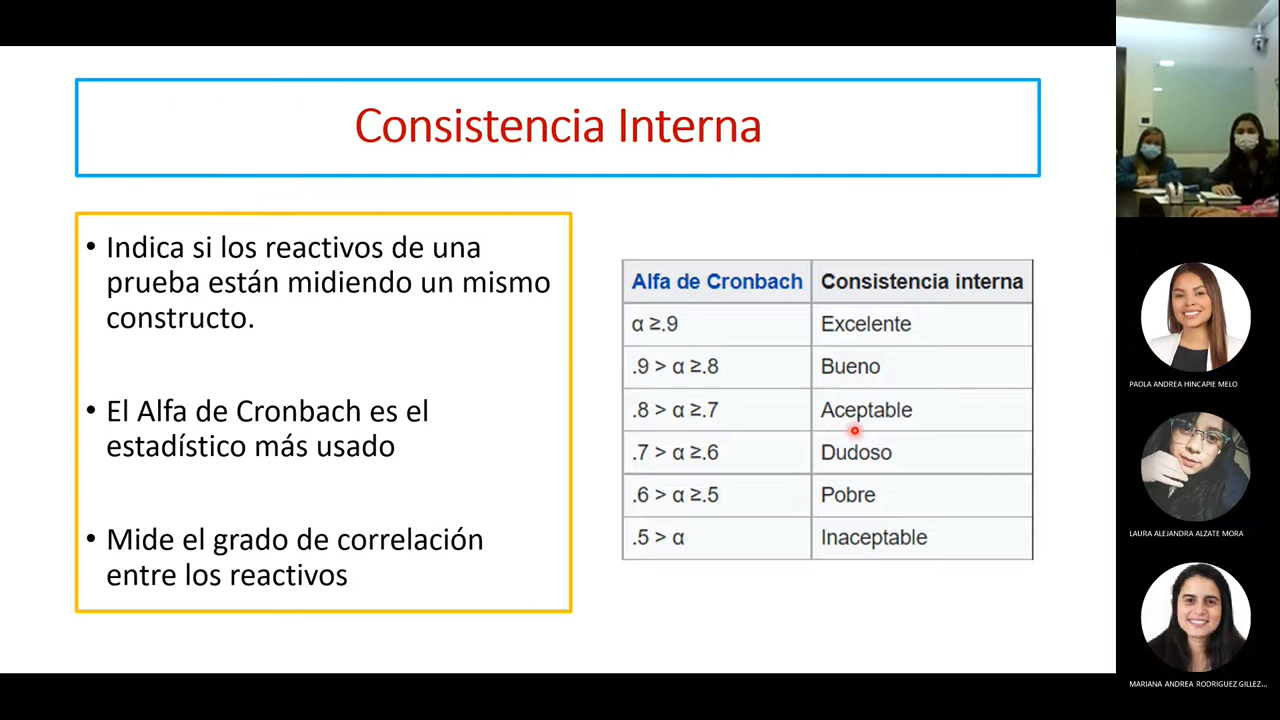 Consistencia Interna
• Indica si los reactivos de una
prueba están midiendo un mismo
constructo.
• El Alfa de Cronbach es el
estadístico más usado
• Mide el grado de correlación
entre los reactivos
Alfa de Cronbach Consistencia interna
α ≥.9 Excelente
.9 > α ≥.8 Bueno
.8 > α ≥.7 Aceptable
.7 > α ≥.6 Dudoso
.6 > α ≥.5 Pobre
.5 > α Inaceptable
PAOLA ANDREA HINCAPIE MELO
LAURA ALEJANDRA ALZATE MORA
MARIANA ANDREA RODRIGUEZ GILLEZ...